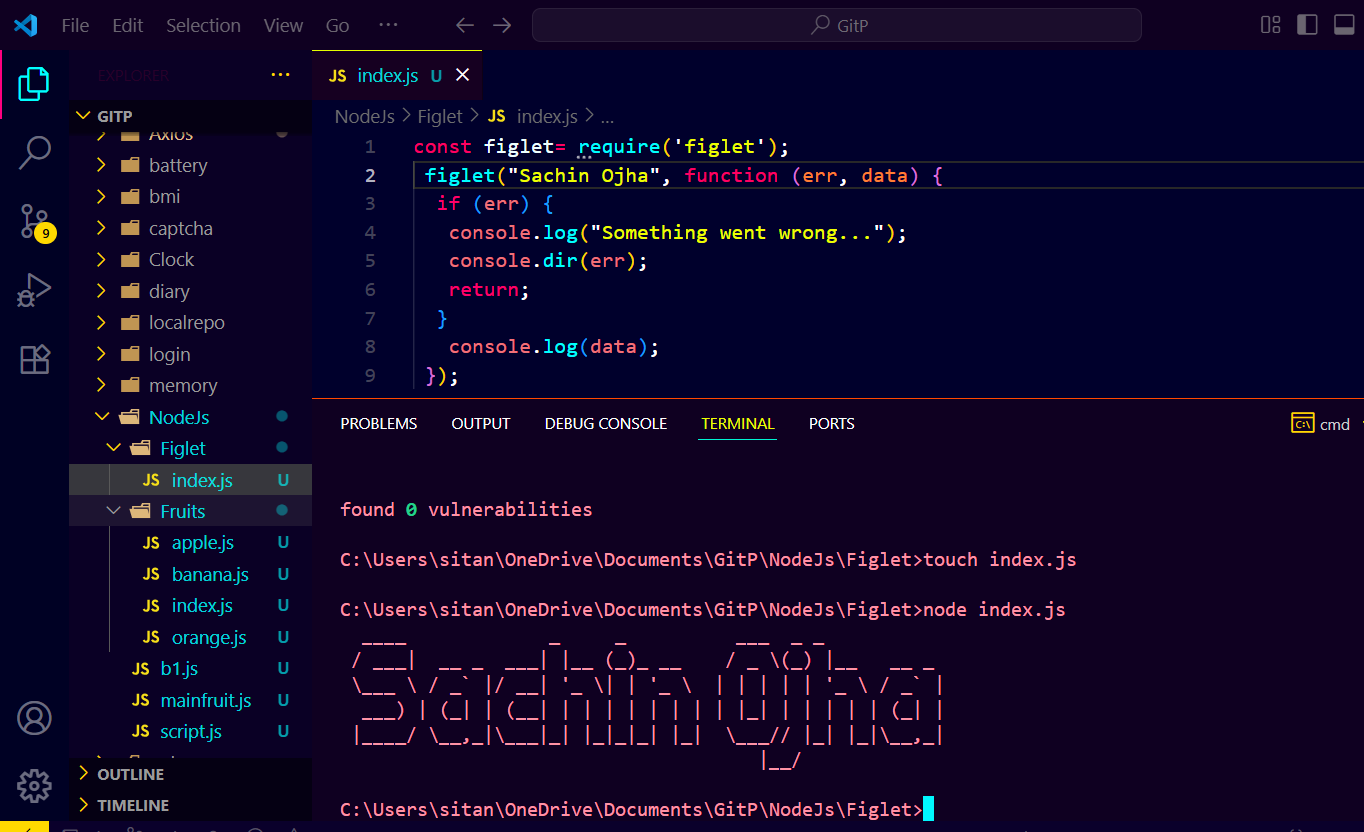 File Edit Selection View Go ··· GitP
EXPLORER ···
GITP
Axios
battery
bmi
captcha
Clock
diary
localrepo
login
memory
NodeJs
Figlet
JS index.js U
Fruits
JS apple.js U
JS banana.js U
JS index.js U
JS orange.js U
JS b1.js U
JS mainfruit.js U
JS script.js U
OUTLINE
TIMELINE
9
JS index.js U
NodeJs > Figlet > JS index.js > ...
1 const figlet= require('figlet');
2 figlet("Sachin Ojha", function (err, data) {
3 if (err) {
4 console.log("Something went wrong...");
5 console.dir(err);
6 return;
7 }
8 console.log(data);
9 });
PROBLEMS OUTPUT DEBUG CONSOLE TERMINAL PORTS cmd
found 0 vulnerabilities
C:\Users\sitan\OneDrive\Documents\GitP\NodeJs\Figlet>touch index.js
C:\Users\sitan\OneDrive\Documents\GitP\NodeJs\Figlet>node index.js
Sachin Ojha
C:\Users\sitan\OneDrive\Documents\GitP\NodeJs\Figlet>